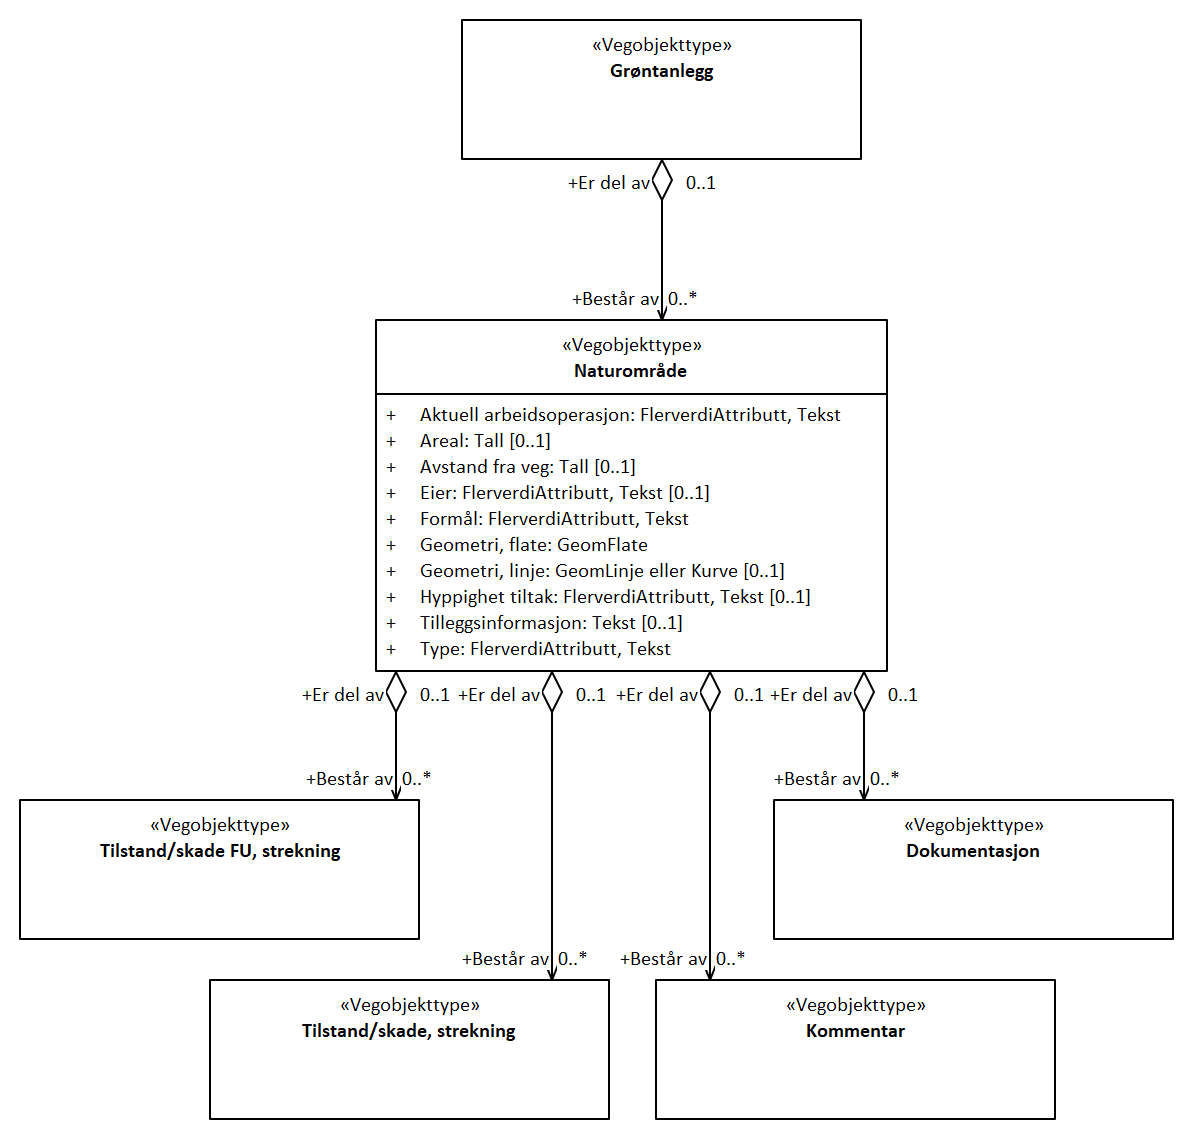 «Vegobjekttype»
Grøntanlegg
+Er del av 0..1
+Består av 0..*
«Vegobjekttype»
Naturområde
+ Aktuell arbeidsoperasjon: FlerverdiAttributt, Tekst
+ Areal: Tall [0..1]
+ Avstand fra veg: Tall [0..1]
+ Eier: FlerverdiAttributt, Tekst [0..1]
+ Formål: FlerverdiAttributt, Tekst
+ Geometri, flate: GeomFlate
+ Geometri, linje: GeomLinje eller Kurve [0..1]
+ Hyppighet tiltak: FlerverdiAttributt, Tekst [0..1]
+ Tilleggsinformasjon: Tekst [0..1]
+ Type: FlerverdiAttributt, Tekst
+Er del av 0..1 +Er del av 0..1 +Er del av 0..1 +Er del av 0..1
+Består av 0..* +Består av 0..*
«Vegobjekttype»
Tilstand/skade FU, strekning
«Vegobjekttype»
Dokumentasjon
+Består av 0..* +Består av 0..*
«Vegobjekttype»
Tilstand/skade, strekning
«Vegobjekttype»
Kommentar